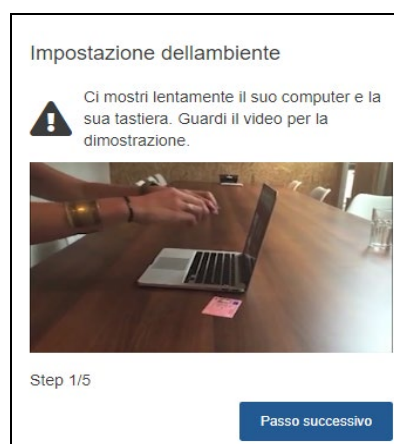 Impostazione dellambiente
Ci mostri lentamente il suo computer e la
sua tastiera. Guardi il video per la
dimostrazione.
Step 1/5
Passo successivo